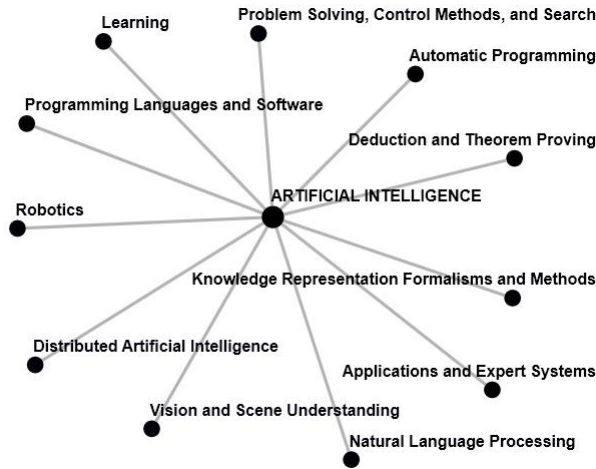 Problem Solving, Control Methods, and Search
Learning
Automatic Programming
Programming Languages and Software
Deduction and Theorem Proving
ARTIFICIAL INTELLIGENCE
Robotics
Knowledge Representation Formalisms and Methods
Distributed Artificial Intelligence
Applications and Expert Systems
Vision and Scene Understanding
Natural Language Processing